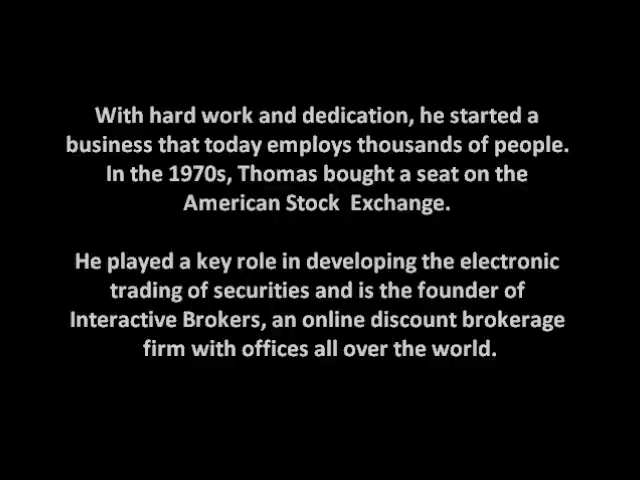 With hard work and dedication, he started a
business that today employs thousands of people.
In the 1970s, Thomas bought a seat on the
American Stock Exchange.
He played a key role in developing the electronic
trading of securities and is the founder of
Interactive Brokers, an online discount brokerage
firm with offices all over the world.